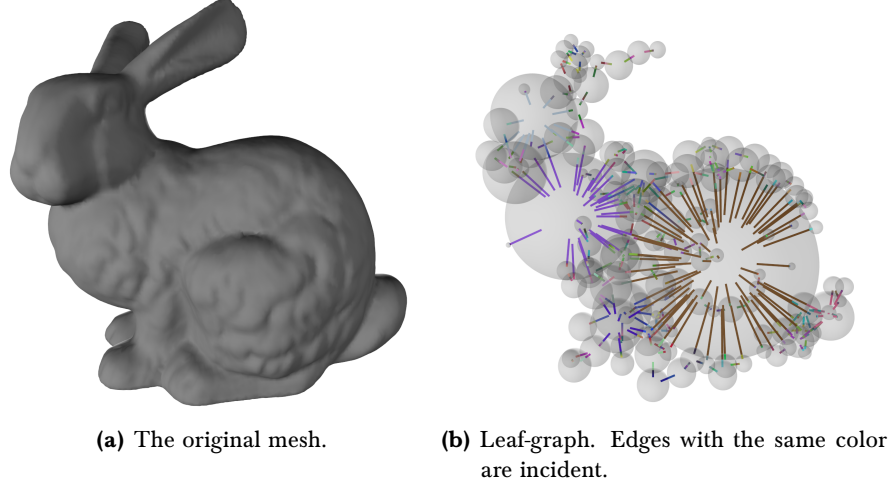 (a) The original mesh.
(b) Leaf-graph. Edges with the same color
are incident.